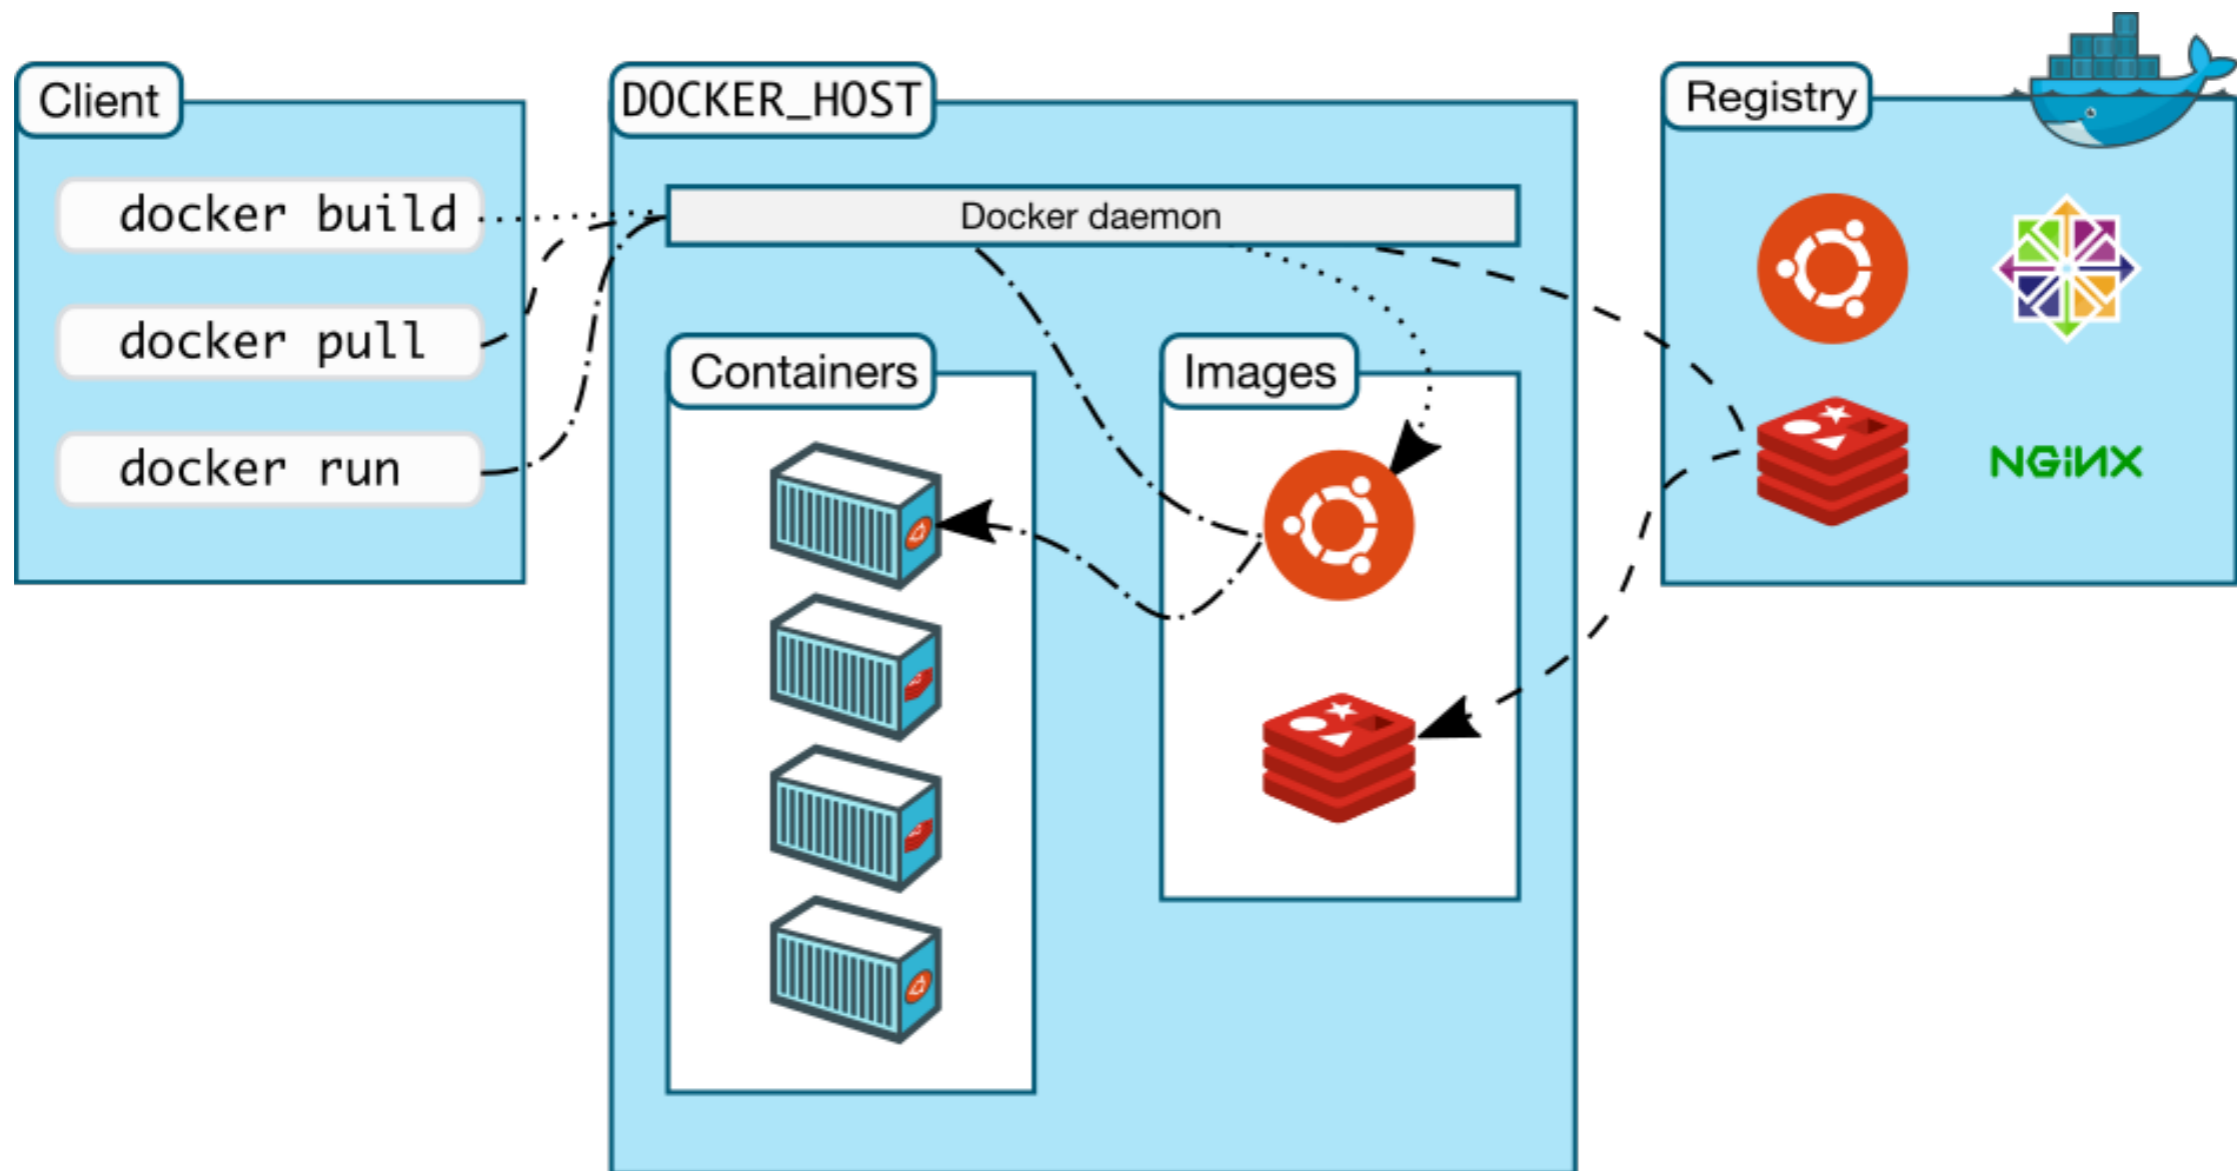 Client
docker build
docker pull
docker run
DOCKER_HOST
Docker daemon
Containers
Images
Registry
NGiNX